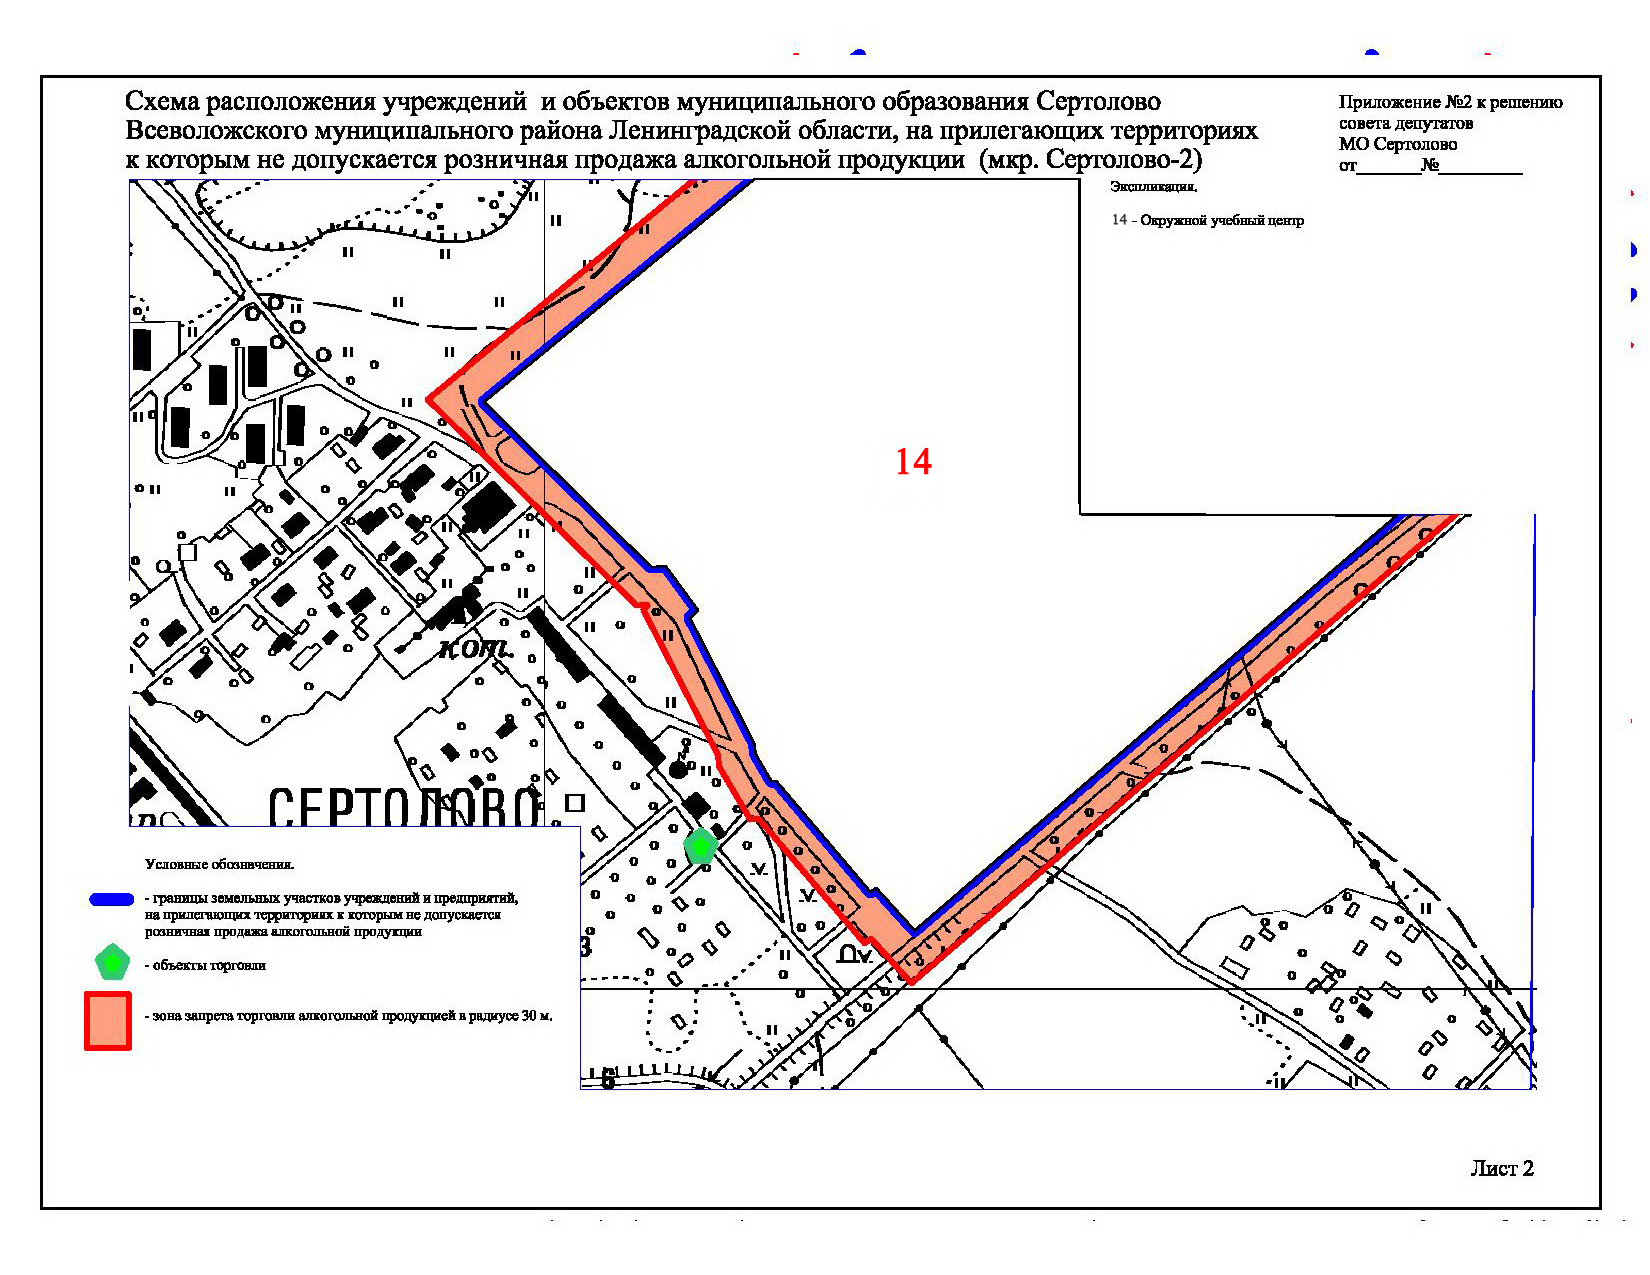 Схема расположения учреждений и объектов муниципального образования Сертолово
Всеволожского муниципального района Ленинградской области, на прилегающих территориях
к которым не допускается розничная продажа алкогольной продукции (мкр. Сертолово-2)
Приложение №2 к решению
совета депутатов
МО Сертолово
от_______№_________
Экспликация.
14 - Окружной учебный центр
14
кот.
СЕРТОЛОВО
Условные обозначения.
- границы земельных участков учреждений и предприятий,
на прилегающих территориях к которым не допускается
розничная продажа алкогольной продукции
- объекты торговли
- зона запрета торговли алкогольной продукцией в радиусе 30 м.
Лист 2